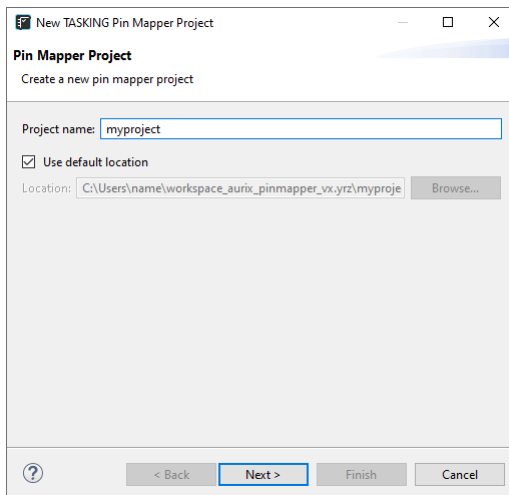 New TASKING Pin Mapper Project
Pin Mapper Project
Create a new pin mapper project
Project name: myproject
Use default location
Location: C:\Users\name\workspace_aurix_pinmapper_vx.yrz\myproje Browse...
< Back Next > Finish Cancel